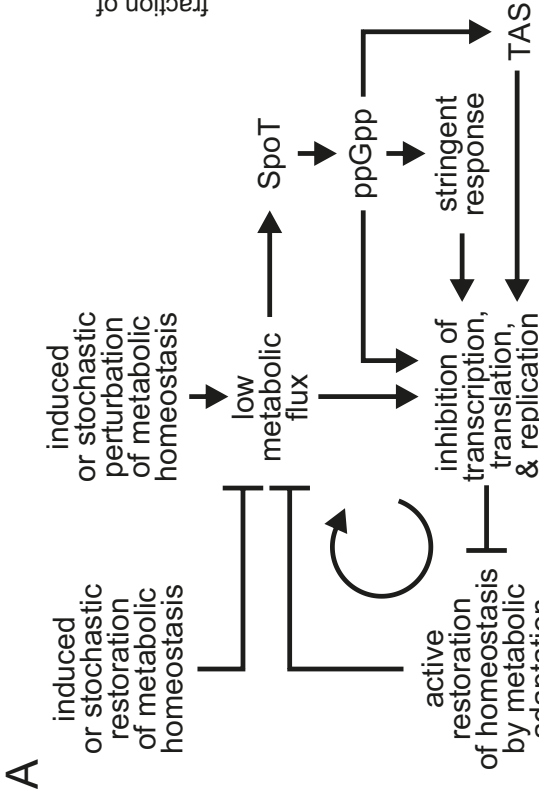 A
fraction of
induced
or stochastic
restoration
of metabolic
homeostasis
induced
or stochastic
perturbation
of metabolic
homeostasis
low
metabolic
flux
SpoT
ppGpp
stringent
response
TAS
inhibition of
transcription,
translation,
& replication
active
restoration
of homeostasis
by metabolic
adaptation